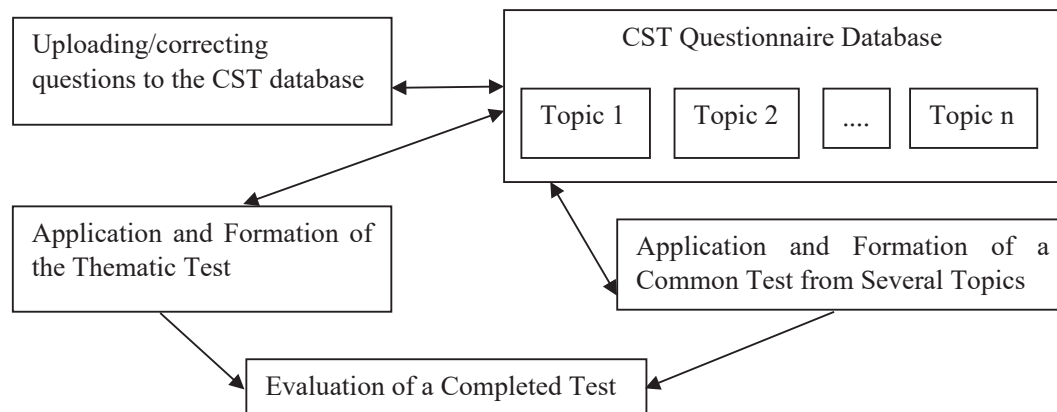 Uploading/correcting
questions to the CST database
CST Questionnaire Database
Topic 1
Topic 2
....
Topic n
Application and Formation of
the Thematic Test
Application and Formation of a
Common Test from Several Topics
Evaluation of a Completed Test